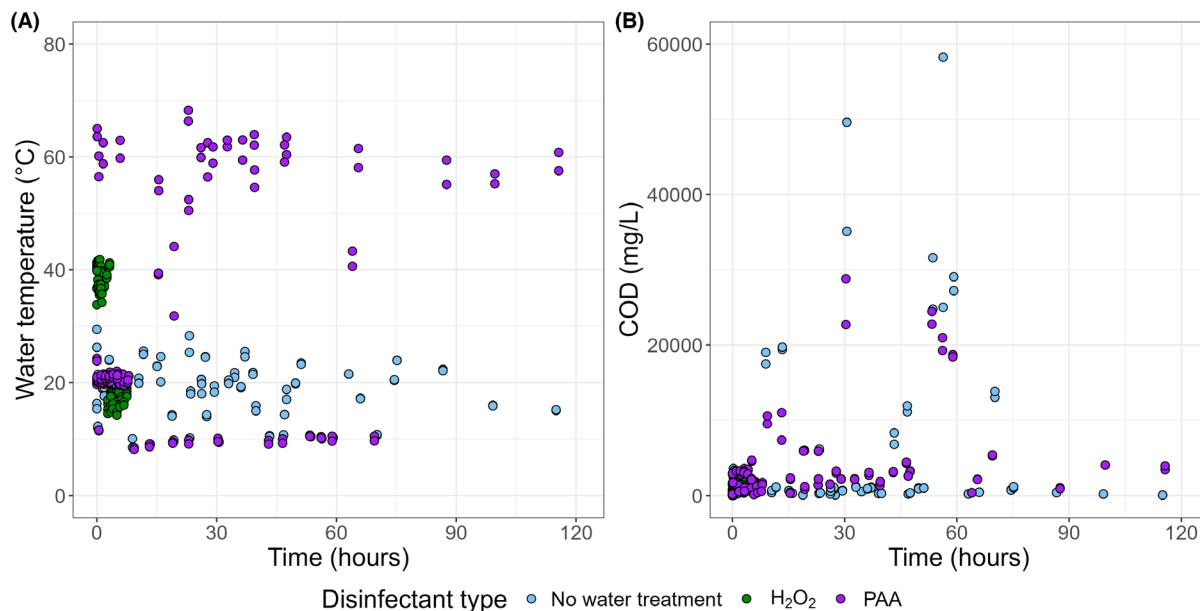 (A)
Water temperature (°C)
80
60
40
20
0
0 30 60 90 120
Time (hours)
(B)
COD (mg/L)
60000
40000
20000
0
0 30 60 90 120
Time (hours)
Disinfectant type No water treatment H₂O₂ PAA